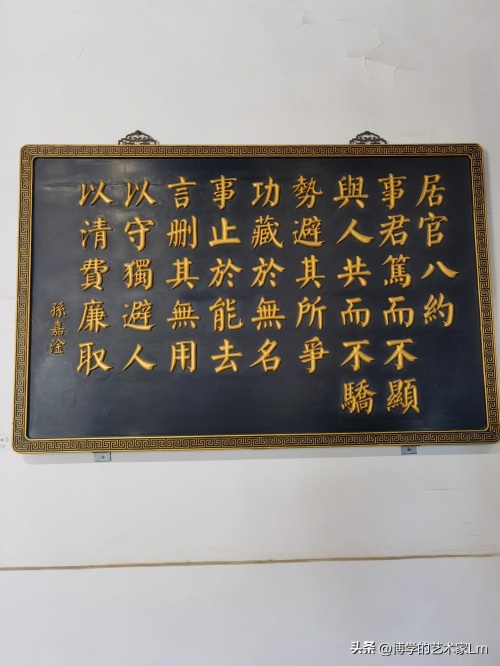 居官八約
事君篤而不顯
與人共而不驕
勢避其所爭
功藏於無名
事止於能去
言删其無用
以守獨避人
以清費廉取
孫嘉淦
头条 @博学的艺术家Lm